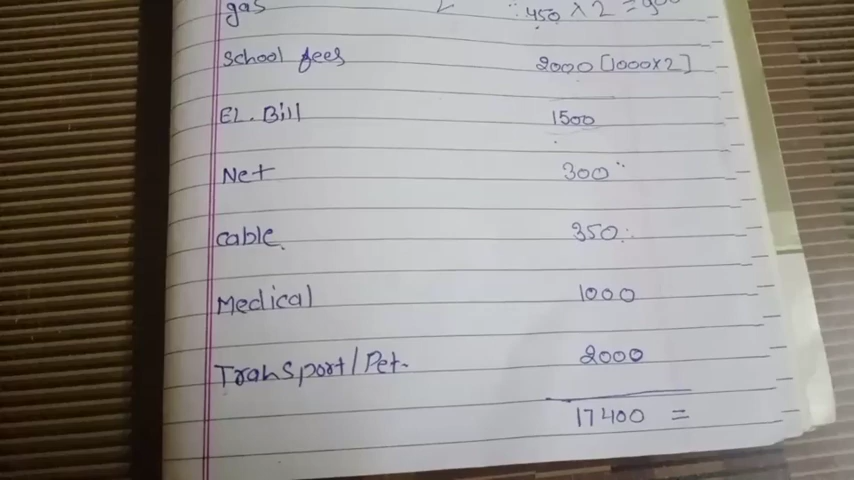 gas 450 x 2 = 900
school fees 2000 [1000x2]
EL. Bill 1500
Net 300
cable. 350
Medical 1000
Transport/Pet. 2000
17400 =